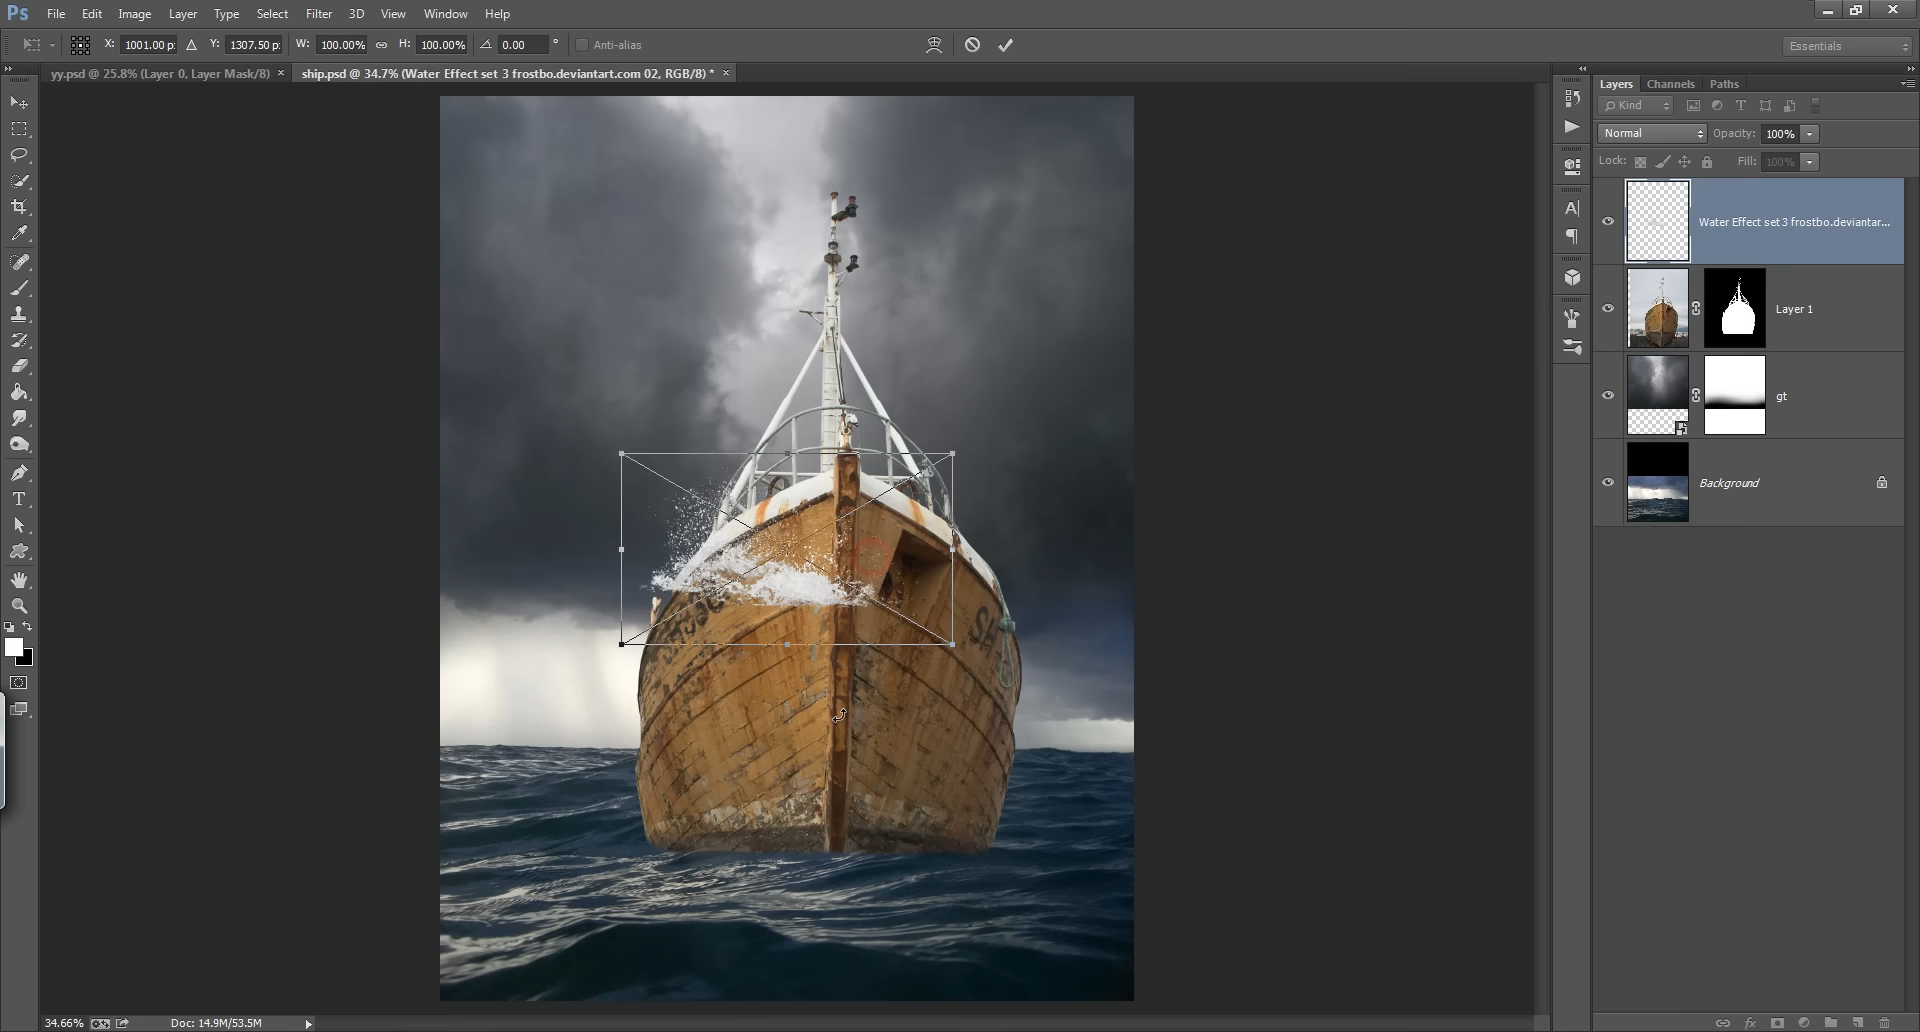 Ps File Edit Image Layer Type Select Filter 3D View Window Help
X: 1001.00 p: Y: 1307.50 p: W: 100.00% H: 100.00% 0.00 ° Anti-alias Essentials
yy.psd @ 25.8% (Layer 0, Layer Mask/8) × ship.psd @ 34.7% (Water Effect set 3 frostbo.deviantart.com 02, RGB/8) * ×
Layers Channels Paths
Kind
Normal Opacity: 100%
Lock: Fill: 100%
Water Effect set 3 frostbo.deviantar...
Layer 1
gt
Background
34.66% Doc: 14.9M/53.5M